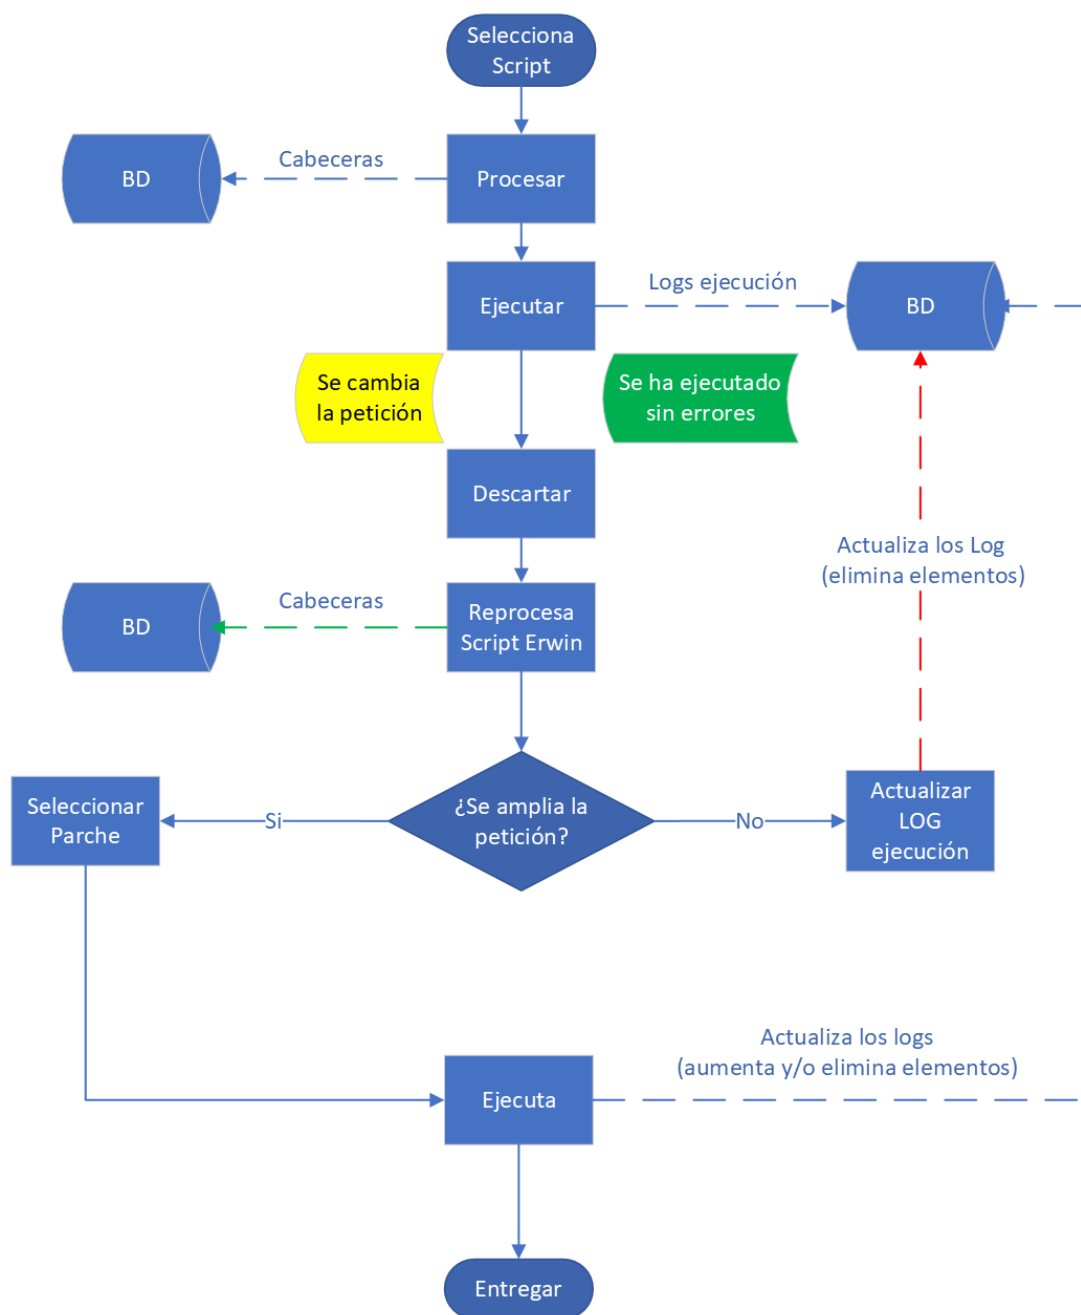 Selecciona
Script
Cabeceras
BD
Procesar
Ejecutar
Logs ejecución
BD
Se cambia
la petición
Se ha ejecutado
sin errores
Descartar
Cabeceras
BD
Reprocesa
Script Erwin
Actualiza los Log
(elimina elementos)
Seleccionar
Parche
Si
¿Se amplia la
petición?
No
Actualizar
LOG
ejecución
Actualiza los logs
(aumenta y/o elimina elementos)
Ejecuta
Entregar